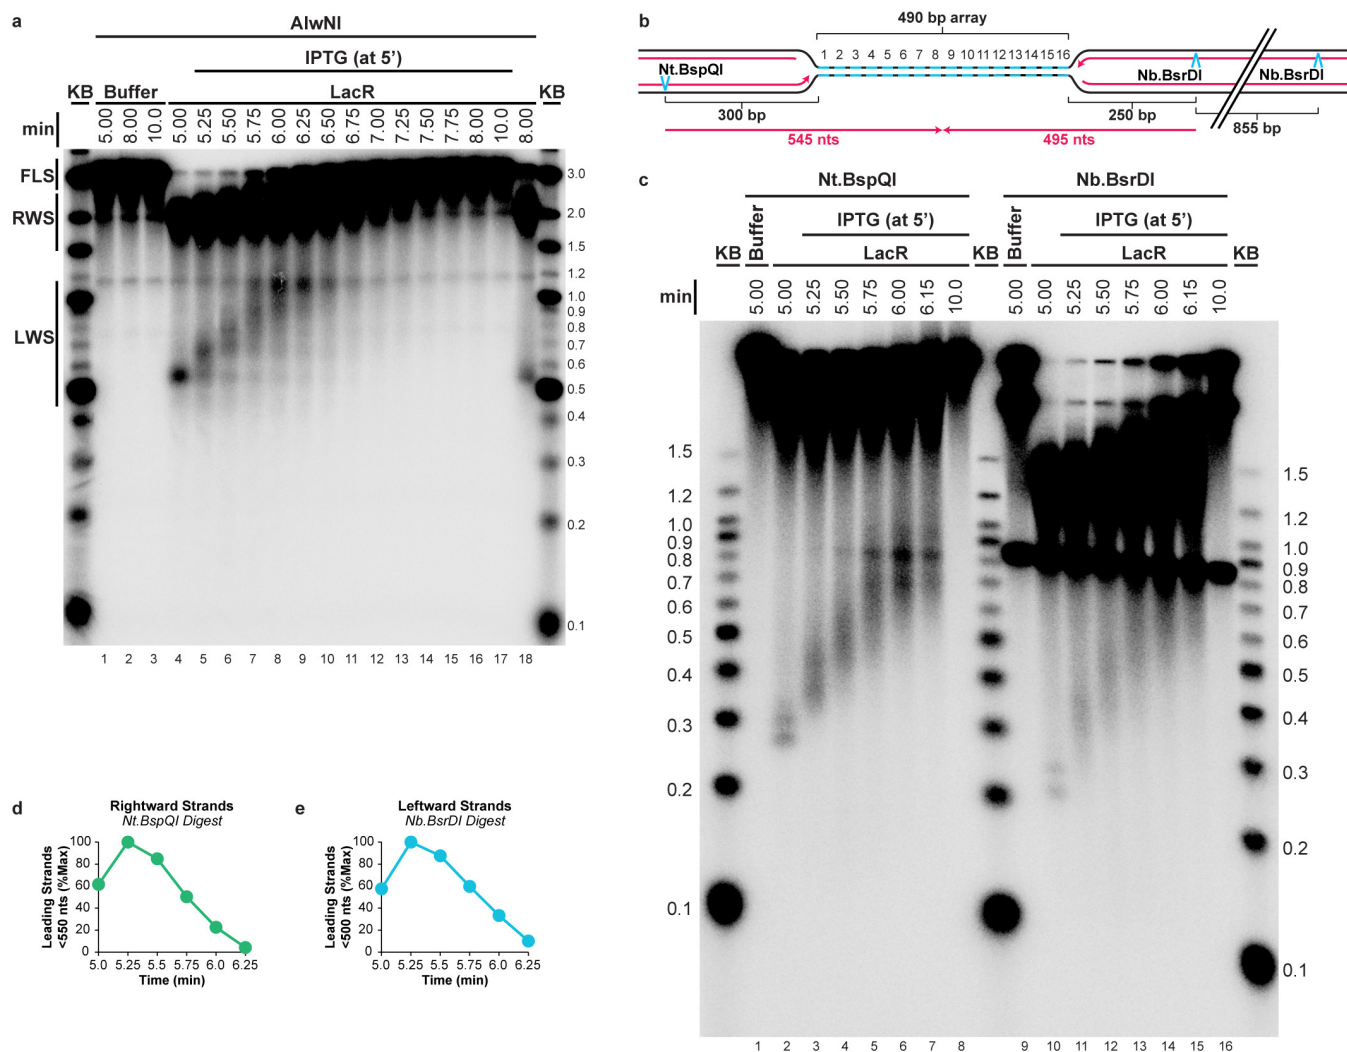 a
AlwNI
IPTG (at 5')
KB Buffer LacR KB
min 5.00 8.00 10.0 5.00 5.25 5.50 5.75 6.00 6.25 6.50 6.75 7.00 7.25 7.50 7.75 8.00 10.0 8.00
FLS
RWS
LWS
3.0
2.0
1.5
1.2
1.0
0.9
0.8
0.7
0.6
0.5
0.4
0.3
0.2
0.1
1 2 3 4 5 6 7 8 9 10 11 12 13 14 15 16 17 18
b
490 bp array
1 2 3 4 5 6 7 8 9 10 11 12 13 14 15 16
Nt.BspQI Nb.BsrDI Nb.BsrDI
300 bp 250 bp 855 bp
545 nts 495 nts
c
Nt.BspQI Nb.BsrDI
Buffer IPTG (at 5') Buffer IPTG (at 5')
KB LacR KB LacR KB
min 5.00 5.00 5.25 5.50 5.75 6.00 6.15 10.0 5.00 5.00 5.25 5.50 5.75 6.00 6.15 10.0
1.5
1.2
1.0
0.9
0.8
0.7
0.6
0.5
0.4
0.3
0.2
0.1
1.5
1.2
1.0
0.9
0.8
0.7
0.6
0.5
0.4
0.3
0.2
0.1
1 2 3 4 5 6 7 8 9 10 11 12 13 14 15 16
d
Rightward Strands
Nt.BspQI Digest
Leading Strands
<550 nts (%Max)
100
80
60
40
20
0
5.0 5.25 5.5 5.75 6.0 6.25
Time (min)
e
Leftward Strands
Nb.BsrDI Digest
Leading Strands
<500 nts (%Max)
100
80
60
40
20
0
5.0 5.25 5.5 5.75 6.0 6.25
Time (min)